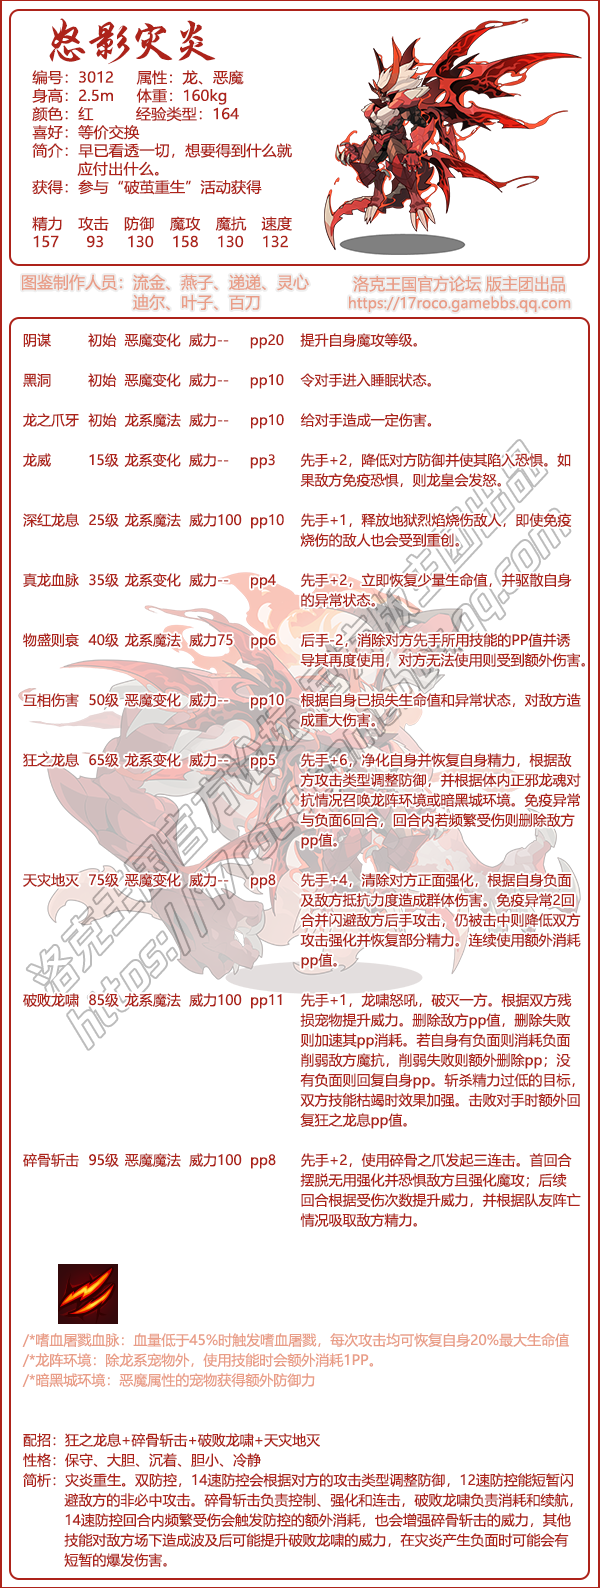 怒影灾炎
编号：3012 属性：龙、恶魔
身高：2.5m 体重：160kg
颜色：红 经验类型：164
喜好：等价交换
简介：早已看透一切，想要得到什么就
应付出什么。
获得：参与“破茧重生”活动获得
精力 攻击 防御 魔攻 魔抗 速度
157 93 130 158 130 132
图鉴制作人员：流金、燕子、递递、灵心
迪尔、叶子、百刀
洛克王国官方论坛 版主团出品
https://17roco.gamebbs.qq.com
阴谋 初始 恶魔变化 威力-- pp20 提升自身魔攻等级。
黑洞 初始 恶魔变化 威力-- pp10 令对手进入睡眠状态。
龙之爪牙 初始 龙系魔法 威力-- pp10 给对手造成一定伤害。
龙威 15级 龙系变化 威力-- pp3 先手+2，降低对方防御并使其陷入恐惧。如
果敌方免疫恐惧，则龙皇会发怒。
深红龙息 25级 龙系魔法 威力100 pp10 先手+1，释放地狱烈焰烧伤敌人，即使免疫
烧伤的敌人也会受到重创。
真龙血脉 35级 龙系变化 威力-- pp4 先手+2，立即恢复少量生命值，并驱散自身
的异常状态。
物盛则衰 40级 龙系魔法 威力75 pp6 后手-2，消除对方先手所用技能的PP值并诱
导其再度使用，对方无法使用则受到额外伤害。
互相伤害 50级 恶魔变化 威力-- pp10 根据自身已损失生命值和异常状态，对敌方造
成重大伤害。
狂之龙息 65级 龙系变化 威力-- pp5 先手+6，净化自身并恢复自身精力，根据敌
方攻击类型调整防御，并根据体内正邪龙魂对
抗情况召唤龙阵环境或暗黑城环境。免疫异常
与负面6回合，回合内若频繁受伤则删除敌方
pp值。
天灾地灭 75级 恶魔变化 威力-- pp8 先手+4，清除对方正面强化，根据自身负面
及敌方抵抗力度造成群体伤害。免疫异常2回
合并闪避敌方后手攻击，仍被击中则降低双方
攻击强化并恢复部分精力。连续使用额外消耗
pp值。
破败龙啸 85级 龙系魔法 威力100 pp11 先手+1，龙啸怒吼，破灭一方。根据双方残
损宠物提升威力。删除敌方pp值，删除失败
则加速其pp消耗。若自身有负面则消耗负面
削弱敌方魔抗，削弱失败则额外删除pp；没
有负面则回复自身pp。斩杀精力过低的目标，
双方技能枯竭时效果加强。击败对手时额外回
复狂之龙息pp值。
碎骨斩击 95级 恶魔魔法 威力100 pp8 先手+2，使用碎骨之爪发起三连击。首回合
摆脱无用强化并恐惧敌方且强化魔攻；后续
回合根据受伤次数提升威力，并根据队友阵亡
情况吸取敌方精力。
洛克王国官方论坛 版主团出品
https://17roco.gamebbs.qq.com
/*嗜血屠戮血脉：血量低于45%时触发嗜血屠戮，每次攻击均可恢复自身20%最大生命值
/*龙阵环境：除龙系宠物外，使用技能时会额外消耗1PP。
/*暗黑城环境：恶魔属性的宠物获得额外防御力
配招：狂之龙息+碎骨斩击+破败龙啸+天灾地灭
性格：保守、大胆、沉着、胆小、冷静
简析：灾炎重生。双防控，14速防控会根据对方的攻击类型调整防御，12速防控能短暂闪
避敌方的非必中攻击。碎骨斩击负责控制、强化和连击，破败龙啸负责消耗和续航，
14速防控回合内频繁受伤会触发防控的额外消耗，也会增强碎骨斩击的威力，其他
技能对敌方场下造成波及后可能提升破败龙啸的威力，在灾炎产生负面时可能会有
短暂的爆发伤害。